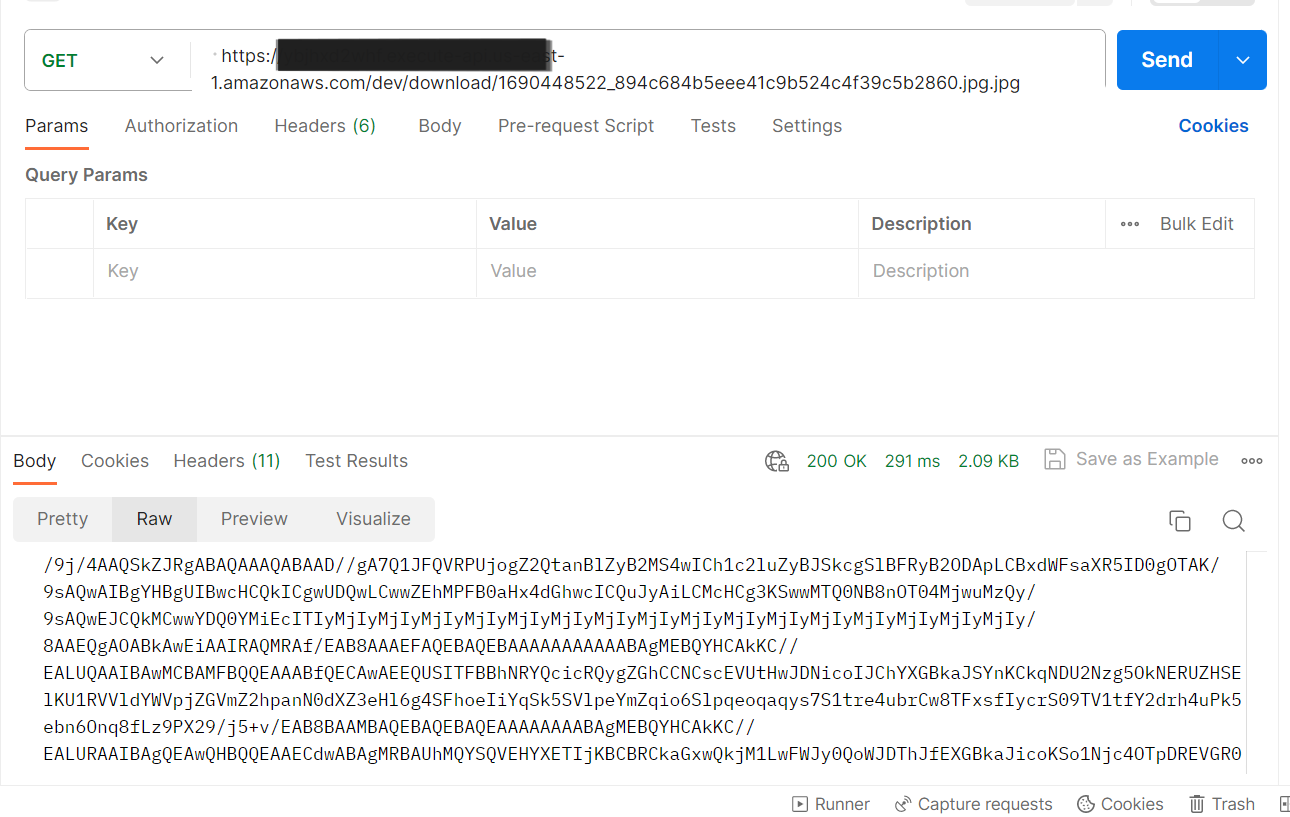 GET
https:/
t-
1.amazonaws.com/dev/download/1690448522_894c684b5eee41c9b524c4f39c5b2860.jpg.jpg
Send
Params Authorization Headers (6) Body Pre-request Script Tests Settings Cookies
Query Params
Key Value Description Bulk Edit
Key Value Description
Body Cookies Headers (11) Test Results 200 OK 291 ms 2.09 KB Save as Example
Pretty Raw Preview Visualize
/9j/4AAQSkZJRgABAQAAAQABAAD//gA7Q1JFQVRPUjogZ2QtanBlZyB2MS4wICh1c2luZyBJSkcgSlBFRyB2ODApLCBxdWFsaXR5ID0gOTAK/
9sAQwAIBgYHBgUIBwcHCQkICgwUDQwLCwwZEhMPFB0aHx4dGhwcICQuJyAiLCMcHCg3KSwwMTQ0NB8nOT04MjwuMzQy/
9sAQwEJCQkMCwwYDQ0YMiEcITIyMjIyMjIyMjIyMjIyMjIyMjIyMjIyMjIyMjIyMjIyMjIyMjIyMjIyMjIyMjIyMjIy/
8AAEQgAOABkAwEiAAIRAQMRAf/EAB8AAAEFAQEBAQEBAAAAAAAAAAABAgMEBQYHCAkKC//
EALUQAAIBAwMCBAMFBQQEAAABfQECAwAEEQUSITFBBhNRYQcicRQygZGhCCNCscEVUtHwJDNicoIJChYXGBkaJSYnKCkqNDU2Nzg5OkNERUZHSE
lKU1RVVldYWVpjZGVmZ2hpanN0dXZ3eHl6g4SFhoeIiYqSk5SVlpeYmZqio6Slpqeoqaqys7S1tre4ubrCw8TFxsfIycrS09TV1tfY2drh4uPk5
ebn6Onq8fLz9PX29/j5+v/EAB8BAAMBAQEBAQEBAQEAAAAAAAABAgMEBQYHCAkKC//
EALURAAIBAgQEAwQHBQQEAAECdwABAgMRBAUhMQYSQVEHYXETIjKBCBRCkaGxwQkjM1LwFWJy0QoWJDThJfEXGBkaJicoKSo1Njc4OTpDREVGR0
Runner Capture requests Cookies Trash